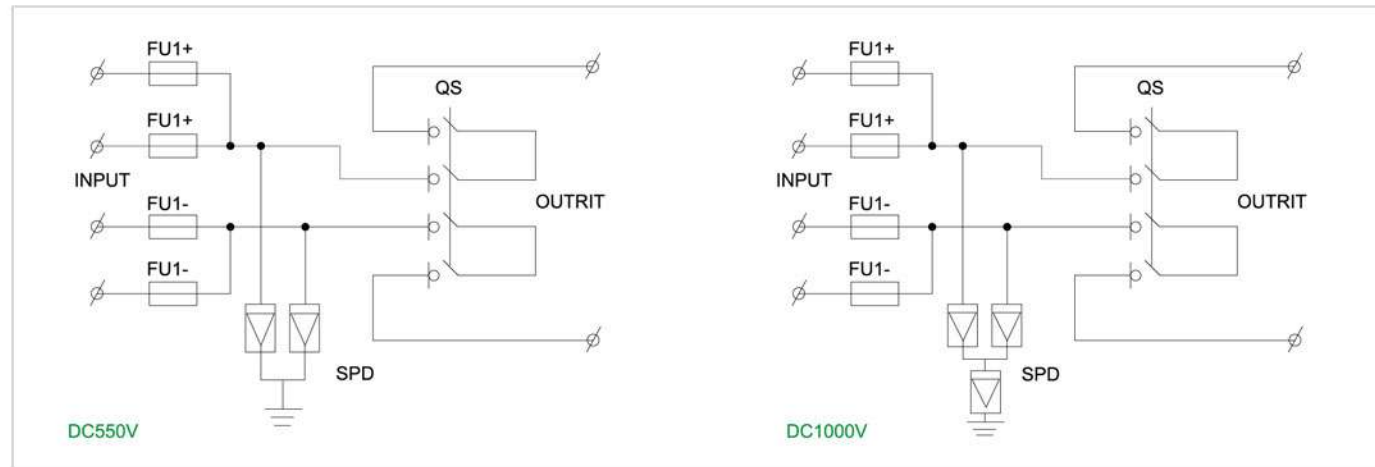 FU1+
QS
FU1+
INPUT
FU1-
OUTRIT
FU1-
SPD
DC550V
FU1+
QS
FU1+
INPUT
FU1-
OUTRIT
FU1-
SPD
DC1000V